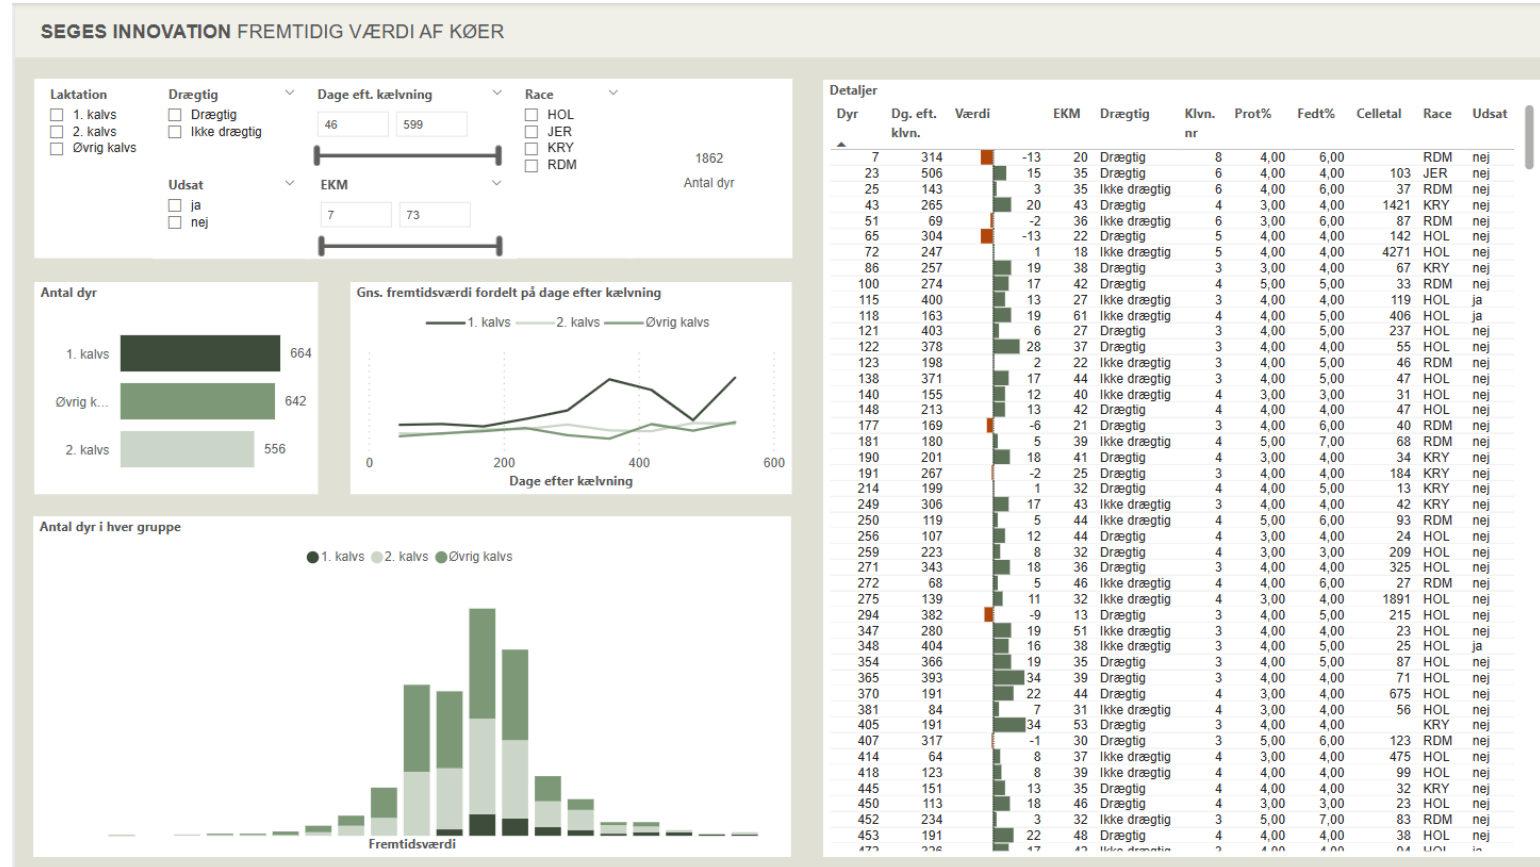 SEGES INNOVATION FREMTIDIG VÆRDI AF KØER
Laktation
1. kalvs
2. kalvs
Øvrig kalvs
Drægtig
Drægtig
Ikke drægtig
Dage eft. kælvning
46 599
Race
HOL
JER
KRY
RDM
1862
Antal dyr
Udsat
ja
nej
EKM
7 73
Antal dyr
1. kalvs 664
Øvrig k... 642
2. kalvs 556
Gns. fremtidsværdi fordelt på dage efter kælvning
1. kalvs 2. kalvs Øvrig kalvs
0 200 400 600
Dage efter kælvning
Antal dyr i hver gruppe
1. kalvs 2. kalvs Øvrig kalvs
Fremtidsværdi
Detaljer
Dyr Dg. eft. klvn. Værdi EKM Drægtig Klvn. nr Prot% Fedt% Celletal Race Udsat
7 314 -13 20 Drægtig 8 4,00 6,00 RDM nej
23 506 15 35 Drægtig 6 4,00 4,00 103 JER nej
25 143 3 35 Ikke drægtig 6 4,00 6,00 37 RDM nej
43 265 20 43 Drægtig 4 3,00 4,00 1421 KRY nej
51 69 -2 36 Ikke drægtig 6 3,00 6,00 87 RDM nej
65 304 -13 22 Drægtig 5 4,00 4,00 142 HOL nej
72 247 1 18 Ikke drægtig 5 4,00 4,00 4271 HOL nej
86 257 19 38 Drægtig 3 3,00 4,00 67 KRY nej
100 274 17 42 Drægtig 4 5,00 5,00 33 RDM nej
115 400 13 27 Ikke drægtig 3 4,00 4,00 119 HOL ja
118 163 19 61 Ikke drægtig 4 4,00 5,00 406 HOL ja
121 403 6 27 Drægtig 3 4,00 5,00 237 HOL nej
122 378 28 37 Drægtig 3 4,00 4,00 55 HOL nej
123 198 2 22 Ikke drægtig 3 4,00 5,00 46 RDM nej
138 371 17 44 Ikke drægtig 3 4,00 5,00 47 HOL nej
140 155 12 40 Ikke drægtig 4 3,00 3,00 31 HOL nej
148 213 13 42 Drægtig 4 4,00 4,00 47 HOL nej
177 169 -6 21 Drægtig 3 4,00 6,00 40 RDM nej
181 180 5 39 Ikke drægtig 4 5,00 7,00 68 RDM nej
190 201 18 41 Drægtig 4 3,00 4,00 34 KRY nej
191 267 -2 25 Drægtig 3 4,00 4,00 184 KRY nej
214 199 1 32 Drægtig 4 4,00 5,00 13 KRY nej
249 306 17 43 Ikke drægtig 3 4,00 4,00 42 KRY nej
250 119 5 44 Ikke drægtig 4 5,00 6,00 93 RDM nej
256 107 12 44 Drægtig 4 3,00 4,00 24 HOL nej
259 223 8 32 Drægtig 4 3,00 3,00 209 HOL nej
271 343 18 36 Drægtig 3 4,00 4,00 325 HOL nej
272 68 5 46 Ikke drægtig 4 4,00 6,00 27 RDM nej
275 139 11 32 Ikke drægtig 4 3,00 4,00 1891 HOL nej
294 382 -9 13 Drægtig 3 4,00 5,00 215 HOL nej
347 280 19 51 Ikke drægtig 3 4,00 4,00 23 HOL nej
348 404 16 38 Ikke drægtig 3 4,00 5,00 25 HOL ja
354 366 19 35 Drægtig 3 4,00 5,00 87 HOL nej
365 393 34 39 Drægtig 3 4,00 4,00 71 HOL nej
370 191 22 44 Drægtig 4 3,00 4,00 675 HOL nej
381 84 7 31 Ikke drægtig 4 3,00 4,00 56 HOL nej
405 191 34 53 Drægtig 3 4,00 4,00 KRY nej
407 317 -1 30 Drægtig 3 5,00 6,00 123 RDM nej
414 64 8 37 Ikke drægtig 4 3,00 4,00 475 HOL nej
418 123 8 39 Ikke drægtig 4 4,00 4,00 99 HOL nej
445 151 13 35 Drægtig 4 4,00 4,00 32 KRY nej
450 113 18 46 Drægtig 4 3,00 3,00 23 HOL nej
452 234 3 32 Ikke drægtig 3 5,00 7,00 83 RDM nej
453 191 22 48 Drægtig 4 4,00 4,00 38 HOL nej